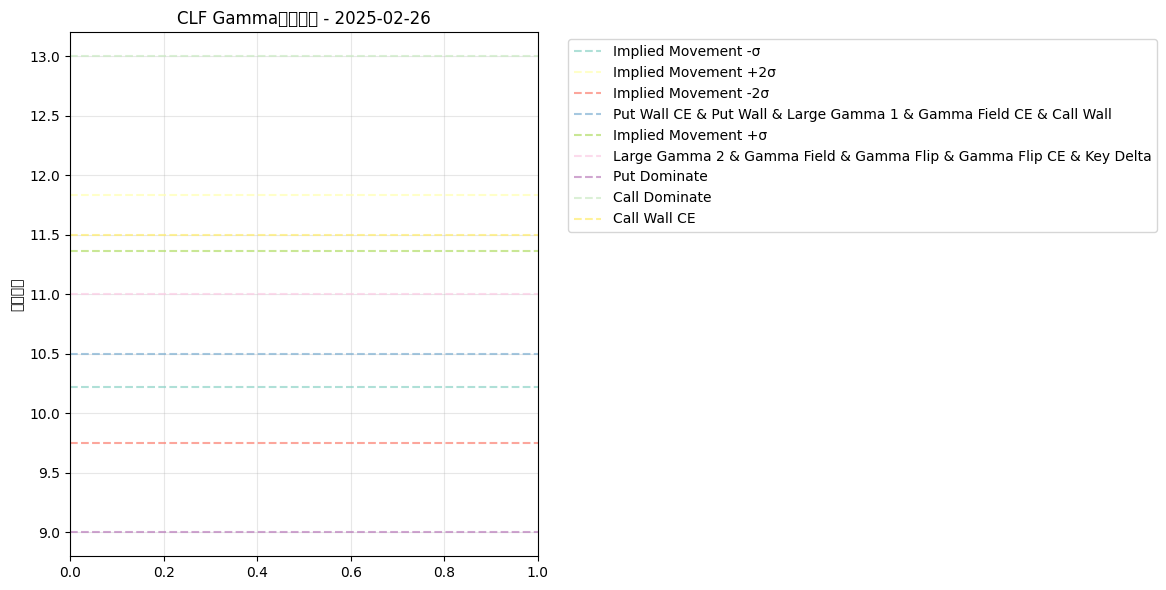 CLF Gamma - 2025-02-26
13.0
12.5
12.0
11.5
11.0
10.5
10.0
9.5
9.0
0.0 0.2 0.4 0.6 0.8 1.0
Implied Movement -σ
Implied Movement +2σ
Implied Movement -2σ
Put Wall CE & Put Wall & Large Gamma 1 & Gamma Field CE & Call Wall
Implied Movement +σ
Large Gamma 2 & Gamma Field & Gamma Flip & Gamma Flip CE & Key Delta
Put Dominate
Call Dominate
Call Wall CE